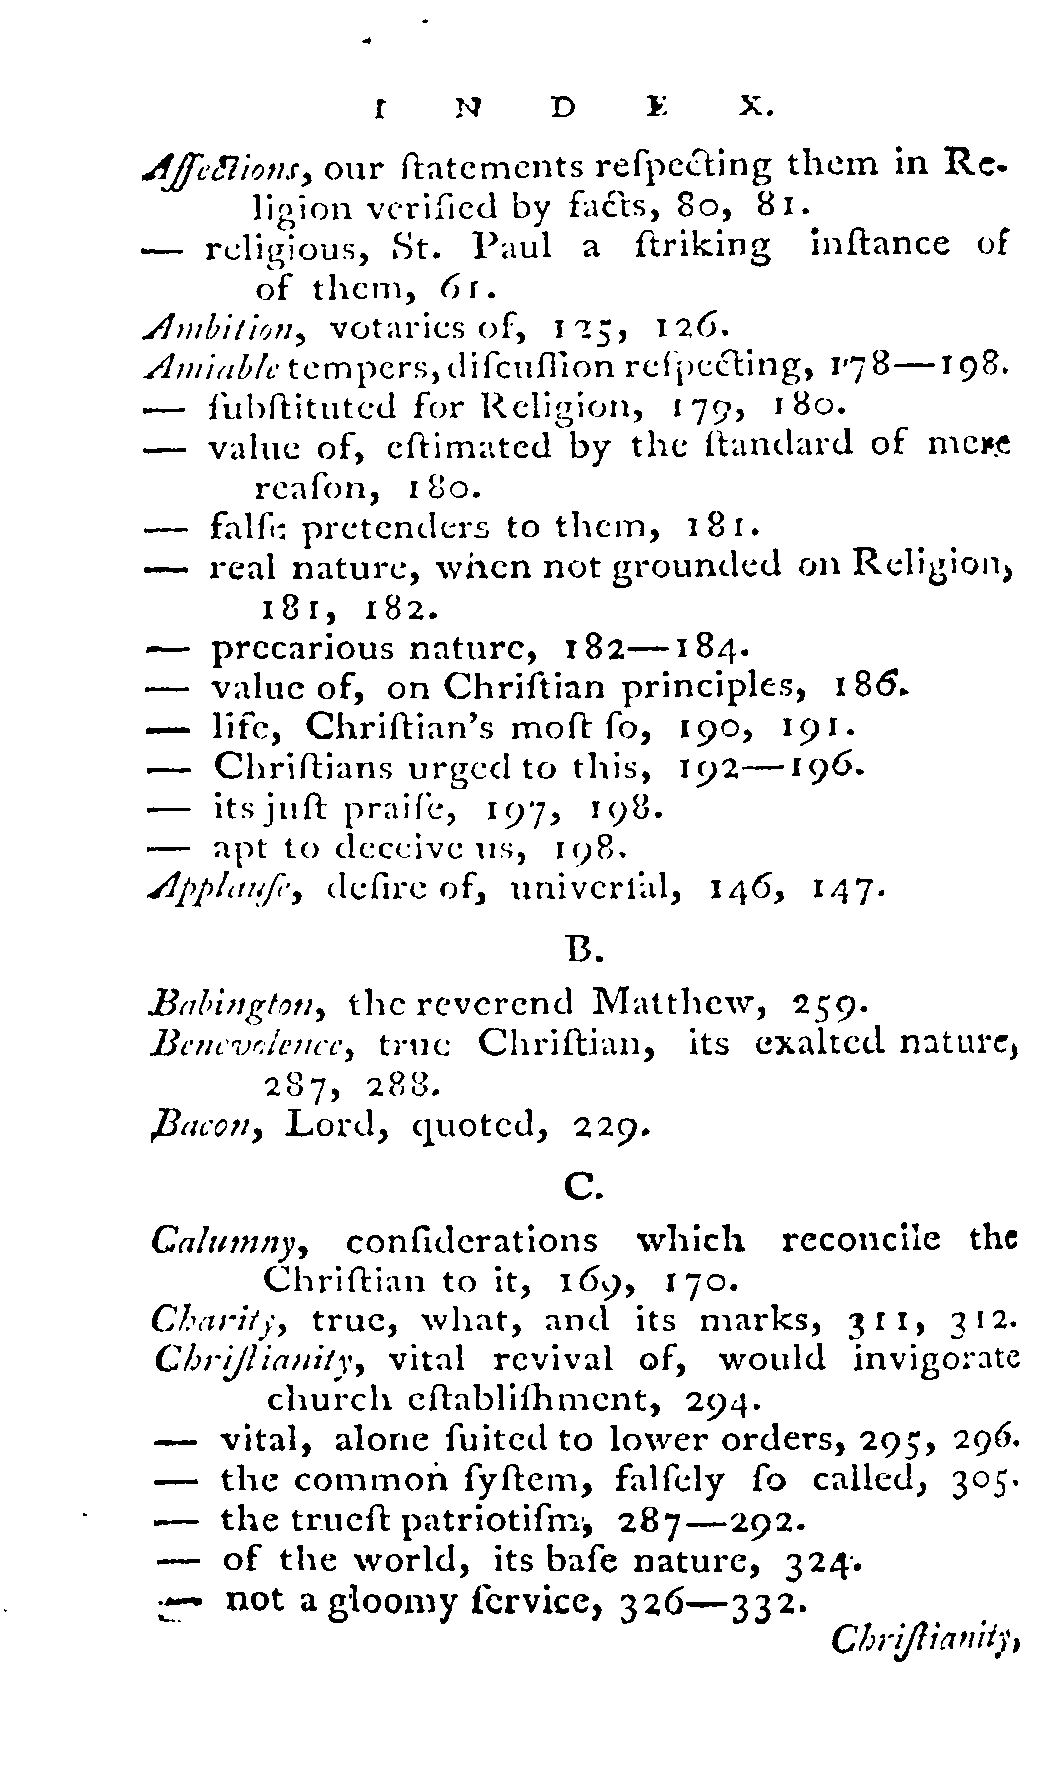 I N D E X.
Affections, our ſtatements reſpecting them in Re-
ligion verified by facts, 80, 81.
— religious, St. Paul a ſtriking inſtance of
of them, 61.
Ambition, votaries of, 125, 126.
Amiable tempers, diſcuſſion reſpecting, 178—198.
— ſubſtituted for Religion, 179, 180.
— value of, eſtimated by the ſtandard of mere
reaſon, 180.
— falſe pretenders to them, 181.
— real nature, when not grounded on Religion,
181, 182.
— precarious nature, 182—184.
— value of, on Chriſtian principles, 186.
— life, Chriſtian's moſt ſo, 190, 191.
— Chriſtians urged to this, 192—196.
— its juſt praiſe, 197, 198.
— apt to deceive us, 198.
Applauſe, deſire of, univerſal, 146, 147.
B.
Babington, the reverend Matthew, 259.
Benevolence, true Chriſtian, its exalted nature,
287, 288.
Bacon, Lord, quoted, 229.
C.
Calumny, conſiderations which reconcile the
Chriſtian to it, 169, 170.
Charity, true, what, and its marks, 311, 312.
Chriſtianity, vital revival of, would invigorate
church eſtabliſhment, 294.
— vital, alone ſuited to lower orders, 295, 296.
— the common ſyſtem, falſely ſo called, 305.
— the trueſt patriotiſm, 287—292.
— of the world, its baſe nature, 324.
— not a gloomy ſervice, 326—332.
Chriſtianity,